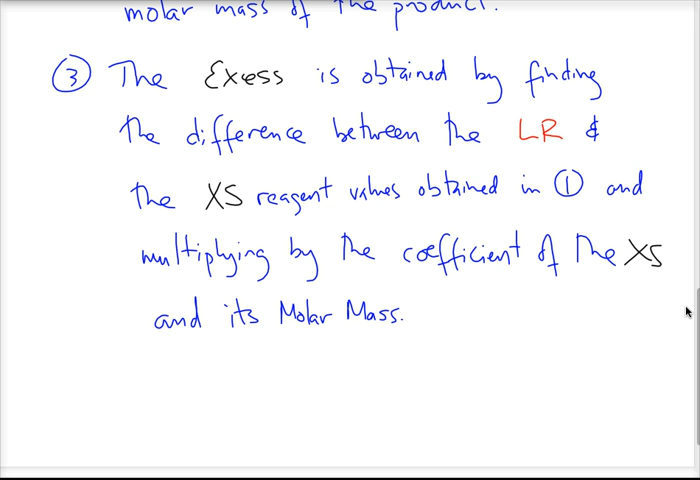 molar mass of the product.
③ The Exess is obtained by finding
the difference between the LR &
the XS reagent values obtained in ① and
multiplying by the coefficient of the XS
and its Molar Mass.